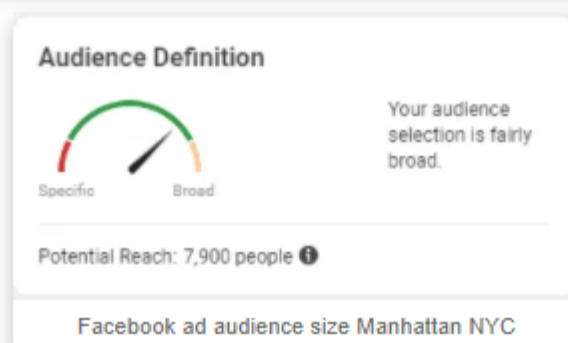 Audience Definition
Your audience
selection is fairly
broad.
Specific
Broad
Potential Reach: 7,900 people
Facebook ad audience size Manhattan NYC